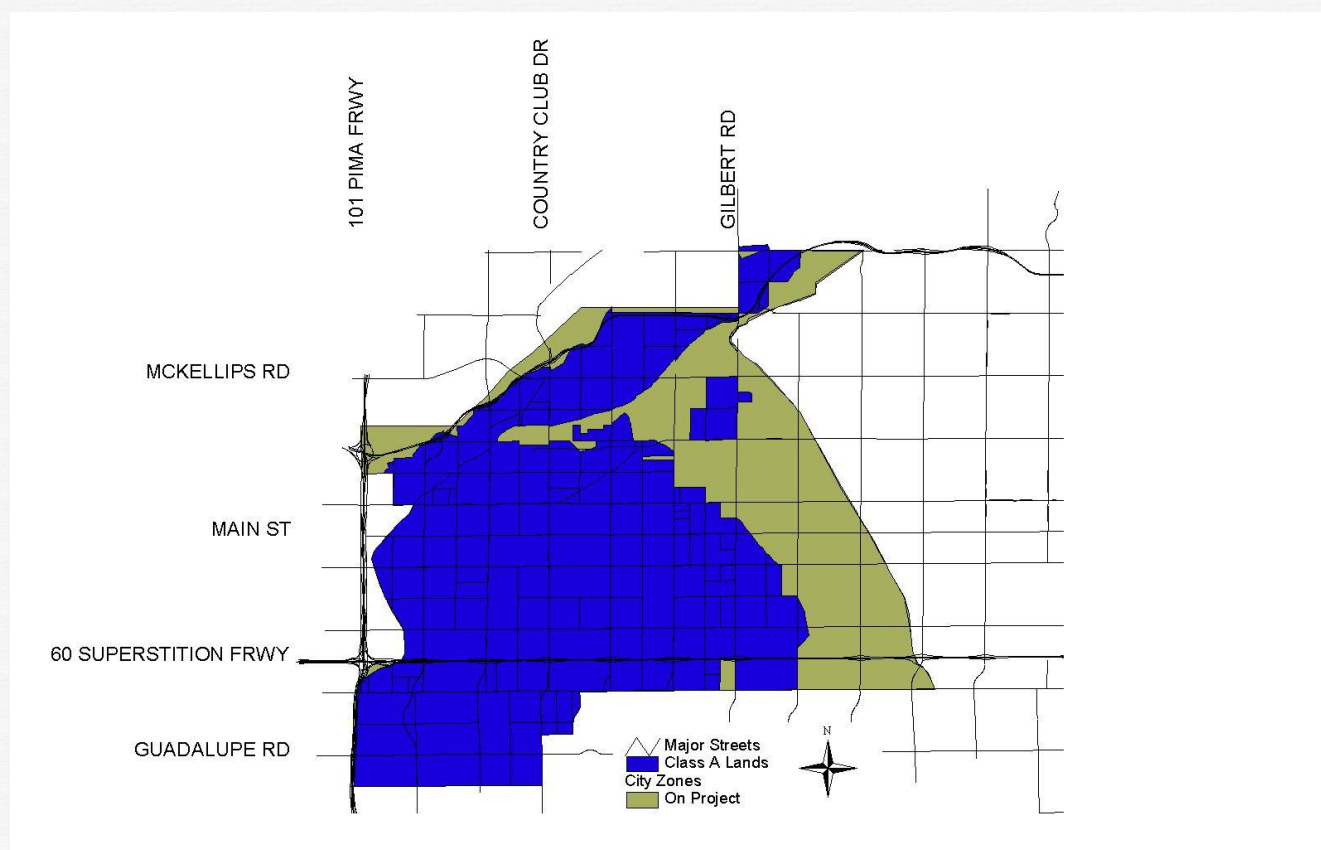 101 PIMA FRWY
COUNTRY CLUB DR
GILBERT RD
MCKELLIPS RD
MAIN ST
60 SUPERSTITION FRWY
GUADALUPE RD
N
Major Streets
Class A Lands
City Zones
On Project